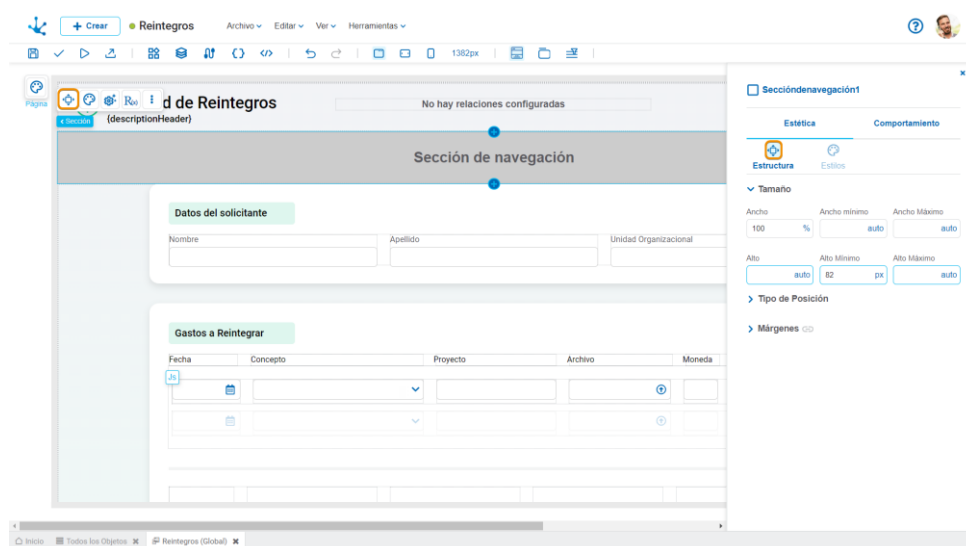 + Crear Reintegros Archivo Editar Ver Herramientas
1382px
Página
R(x)
d de Reintegros
No hay relaciones configuradas
Sección
{descriptionHeader}
Sección de navegación
Datos del solicitante
Nombre Apellido Unidad Organizacional
Gastos a Reintegrar
Fecha Concepto Proyecto Archivo Moneda
Js
Seccióndenavegación1
Estética Comportamiento
Estructura Estilos
Tamaño
Ancho Ancho mínimo Ancho Máximo
100 % auto auto
Alto Alto Mínimo Alto Máximo
auto 82 px auto
Tipo de Posición
Márgenes
Inicio Todos los Objetos Reintegros (Global)